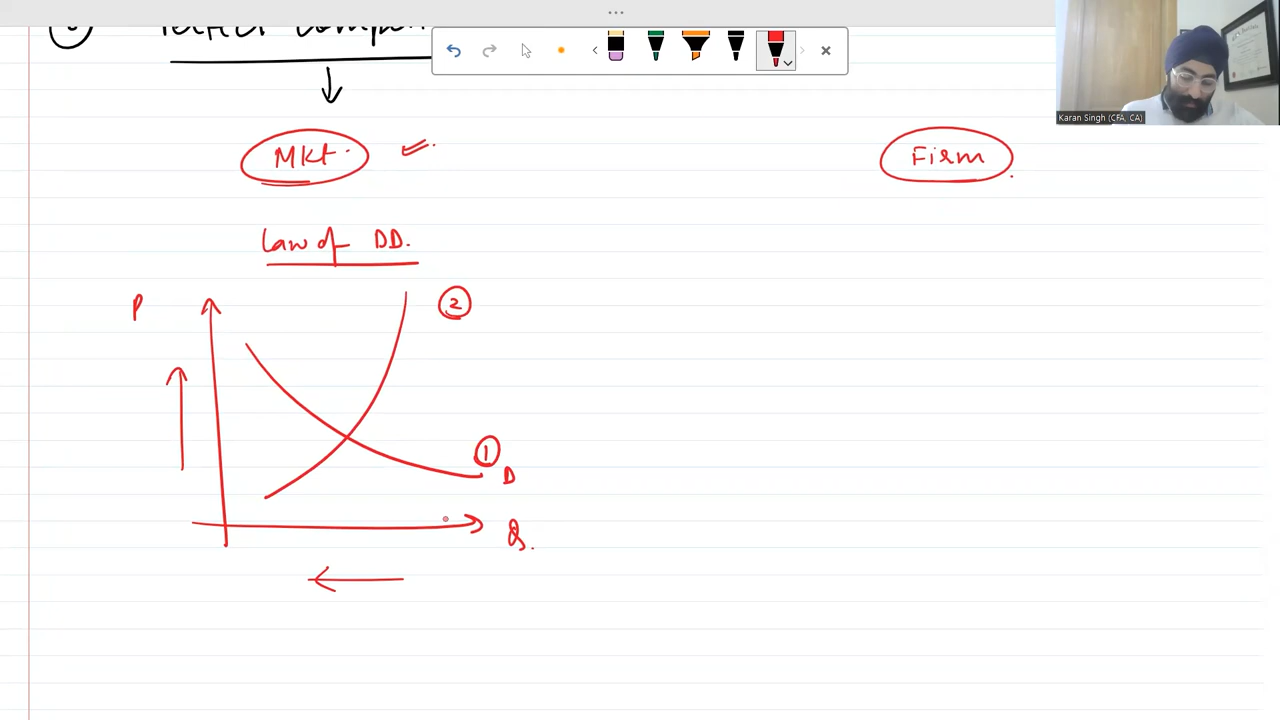 Karan Singh (CFA, CA)
Mkt.
Firm
Law of DD.
P
2
1
D
Q.